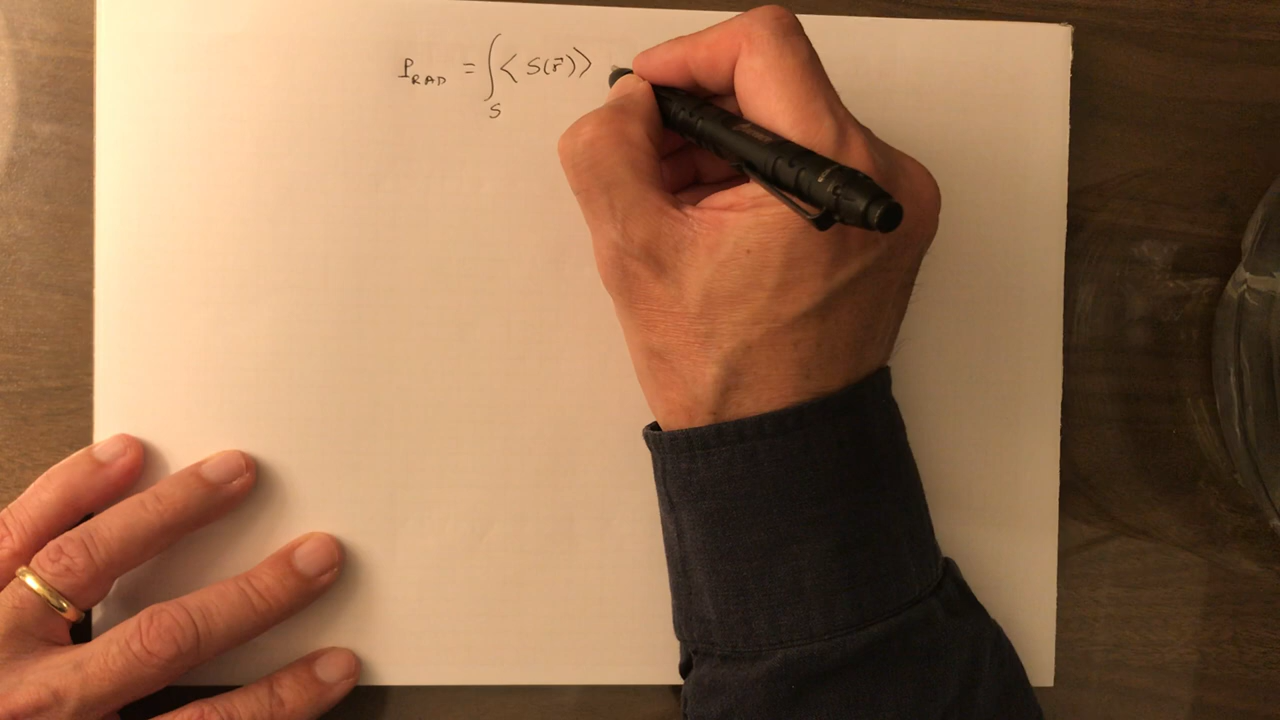 P_RAD = ∫_S ⟨ S(r̄) ⟩